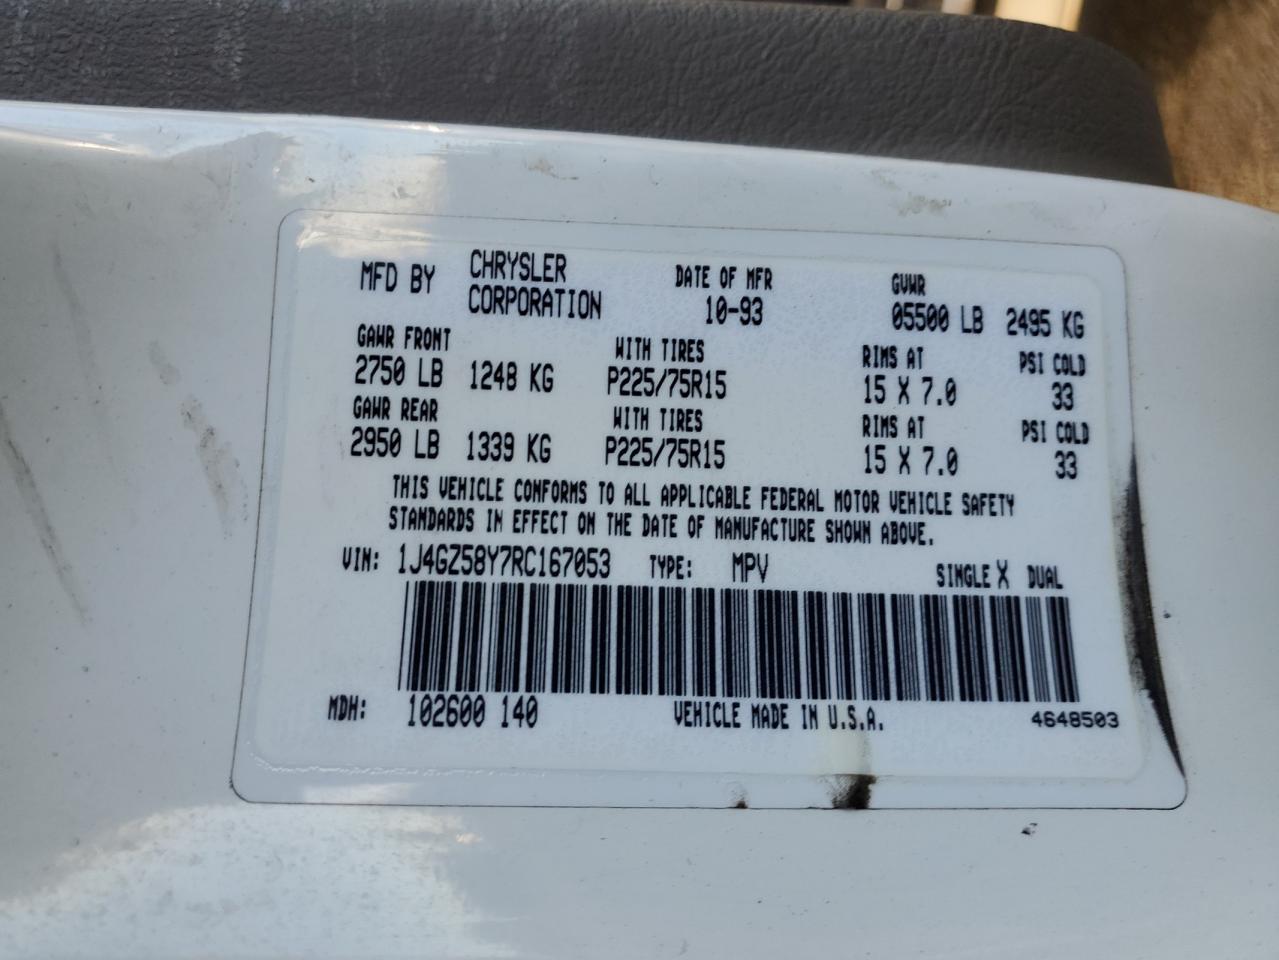 MFD BY CHRYSLER CORPORATION DATE OF MFR 10-93 GVWR 05500 LB 2495 KG
GAWR FRONT WITH TIRES RIMS AT PSI COLD
2750 LB 1248 KG P225/75R15 15 X 7.0 33
GAWR REAR WITH TIRES RIMS AT PSI COLD
2950 LB 1339 KG P225/75R15 15 X 7.0 33
THIS VEHICLE CONFORMS TO ALL APPLICABLE FEDERAL MOTOR VEHICLE SAFETY
STANDARDS IN EFFECT ON THE DATE OF MANUFACTURE SHOWN ABOVE.
VIN: 1J4GZ58Y7RC167053 TYPE: MPV SINGLE X DUAL
MDH: 102600 140 VEHICLE MADE IN U.S.A. 4648503